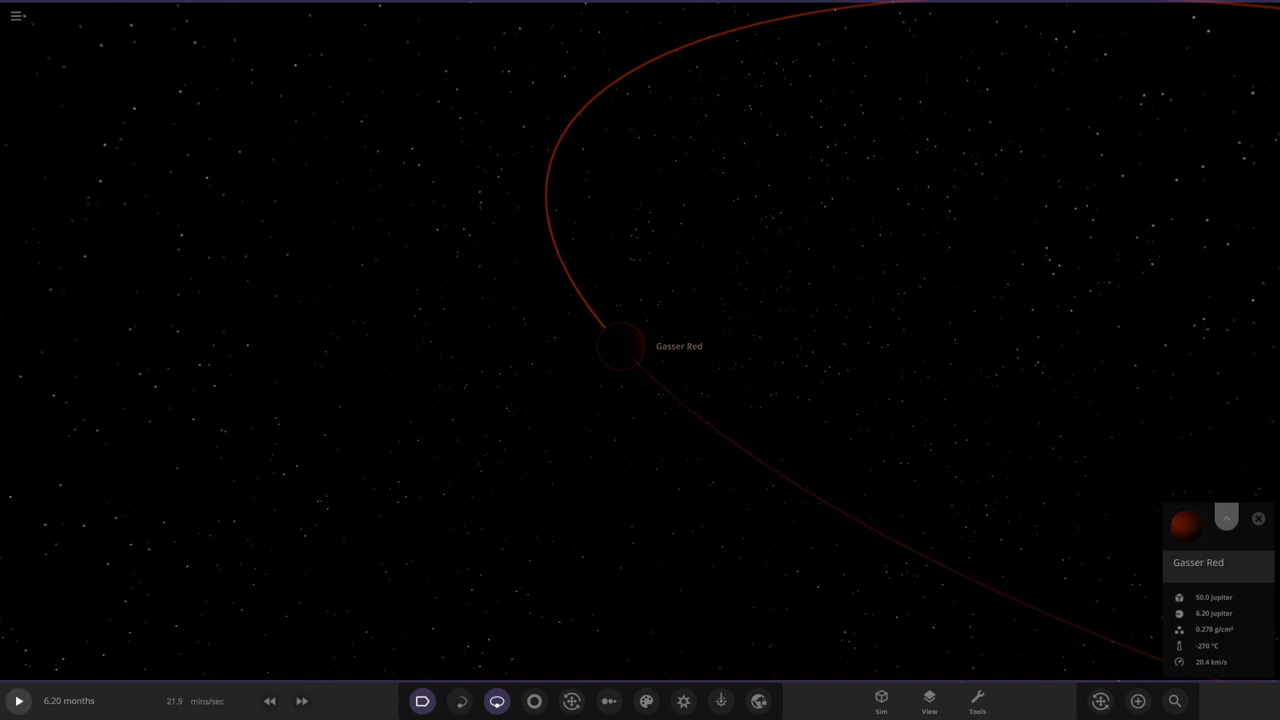 Gasser Red
Gasser Red
50.0 jupiter
6.20 jupiter
0.278 g/cm³
-270 °C
20.4 km/s
6.20 months
21.9 mins/sec
Sim
View
Tools